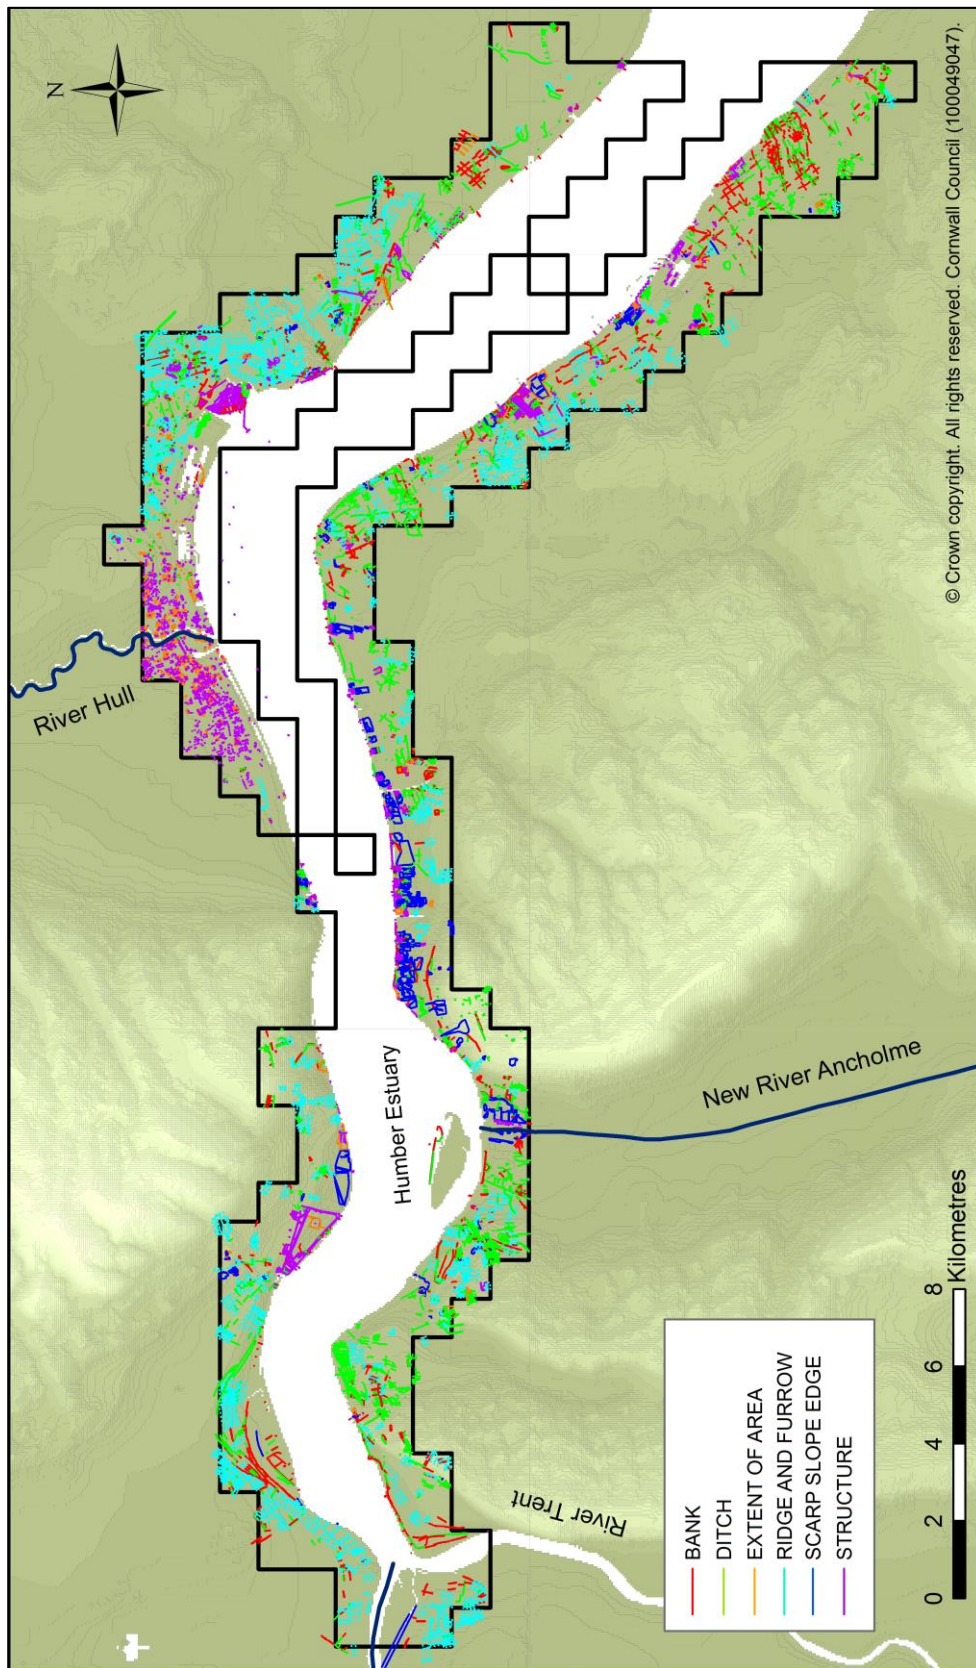 N
River Hull
Humber Estuary
New River Ancholme
River Trent
BANK
DITCH
EXTENT OF AREA
RIDGE AND FURROW
SCARP SLOPE EDGE
STRUCTURE
0 2 4 6 8
Kilometres
© Crown copyright. All rights reserved. Cornwall Council (100049047).